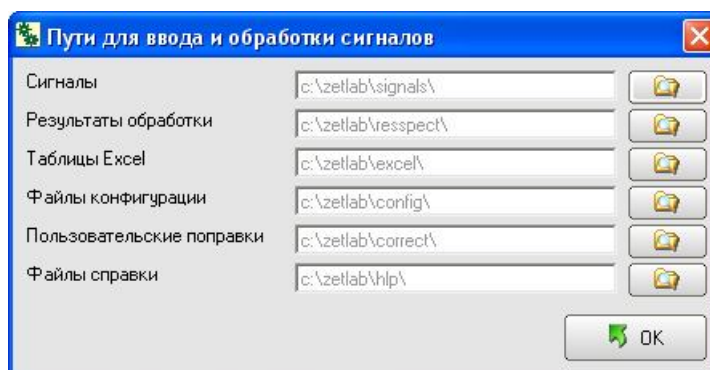 Пути для ввода и обработки сигналов
Сигналы c:\zetlab\signals\
Результаты обработки c:\zetlab\resspect\
Таблицы Excel c:\zetlab\excel\
Файлы конфигурации c:\zetlab\config\
Пользовательские поправки c:\zetlab\correct\
Файлы справки c:\zetlab\hlp\
OK